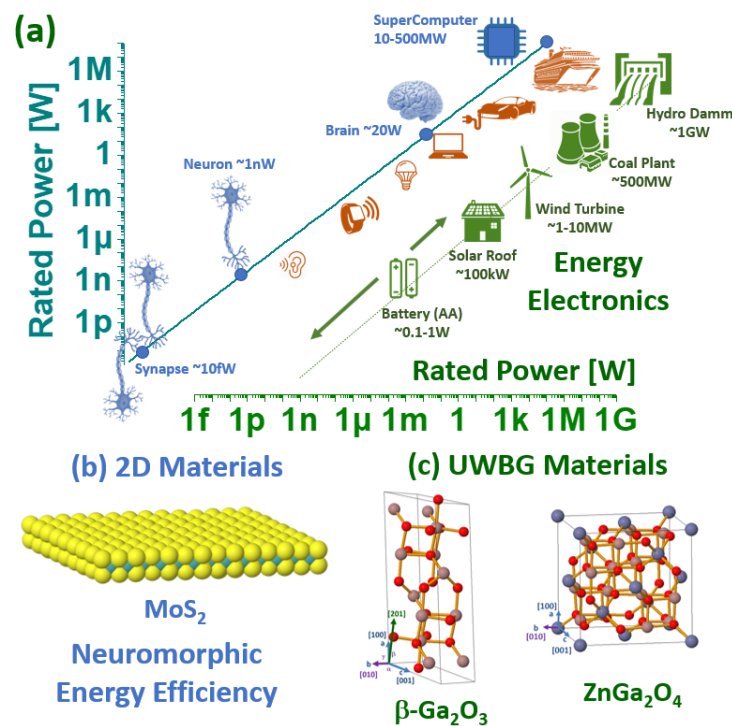 (a)
Rated Power [W]
1M
1k
1
1m
1μ
1n
1p
SuperComputer
10-500MW
Brain ~20W
Neuron ~1nW
Synapse ~10fW
Hydro Damm
~1GW
Coal Plant
~500MW
Wind Turbine
~1-10MW
Solar Roof
~100kW
Battery (AA)
~0.1-1W
Energy
Electronics
Rated Power [W]
1f 1p 1n 1μ 1m 1 1k 1M 1G
(b) 2D Materials
MoS₂
Neuromorphic
Energy Efficiency
(c) UWBG Materials
[201]
[100]
a
β
γ
α
b
c
[010]
[001]
β-Ga₂O₃
[100]
a
b
c
[010]
[001]
ZnGa₂O₄